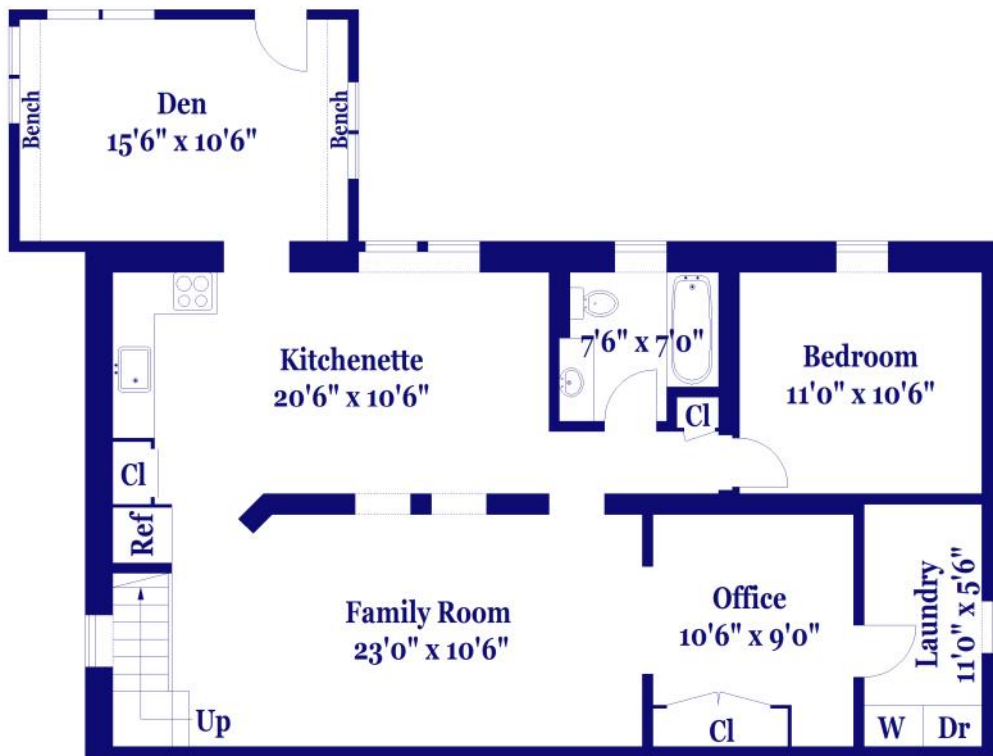 Den
15'6" x 10'6"
Bench
Bench
Kitchenette
20'6" x 10'6"
7'6" x 7'0"
Bedroom
11'0" x 10'6"
Cl
Cl
Ref
Family Room
23'0" x 10'6"
Office
10'6" x 9'0"
Laundry
11'0" x 5'6"
Up
Cl
W
Dr